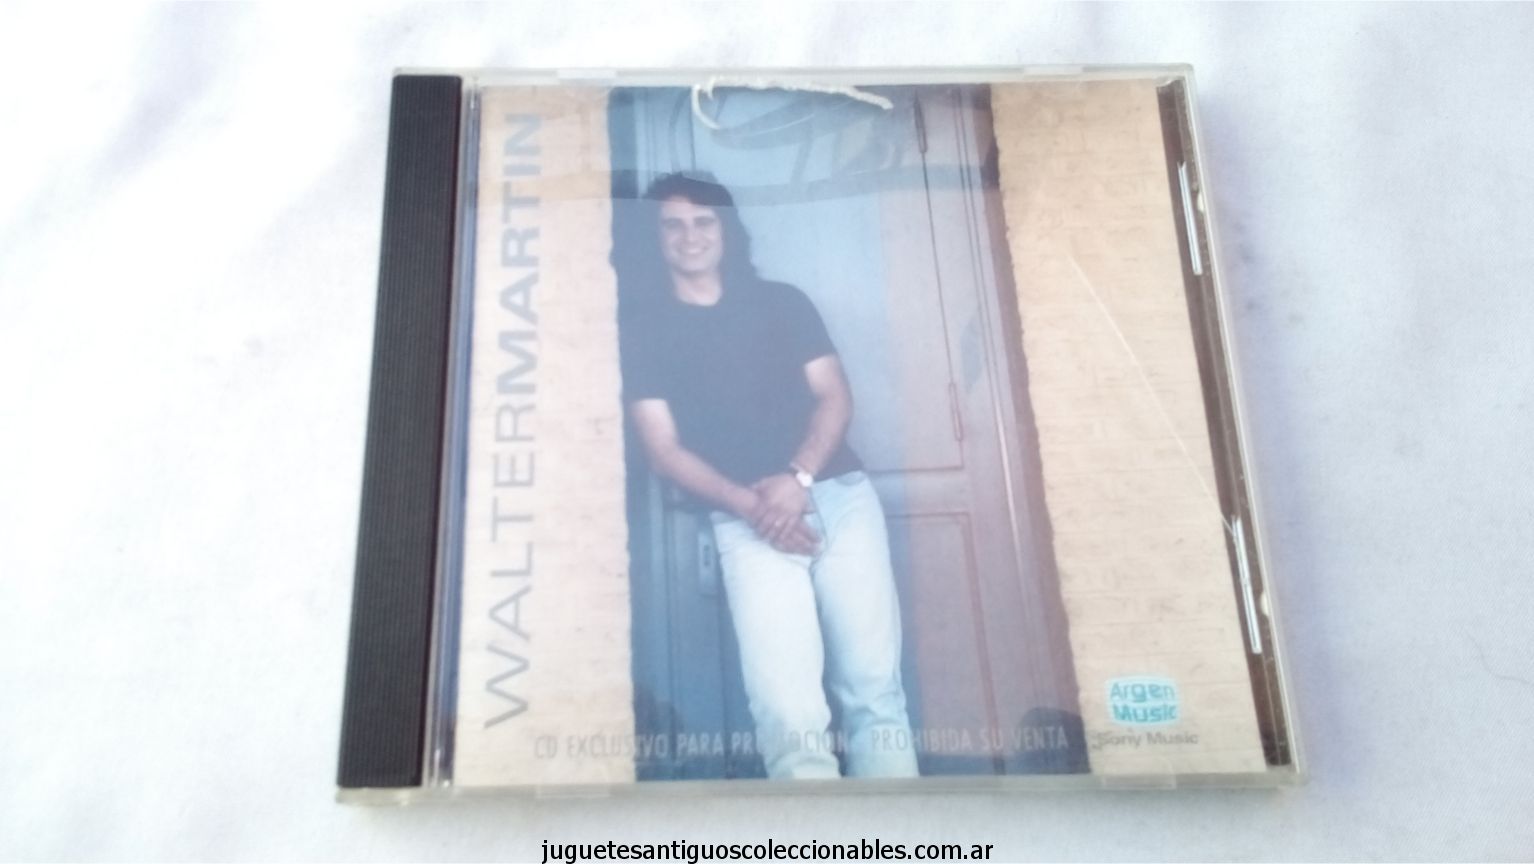 WALTERMARTIN
Argen
Music
Sony Music
CD EXCLUSIVO PARA PROMOCION PROHIBIDA SU VENTA
juguetesantiguoscoleccionables.com.ar